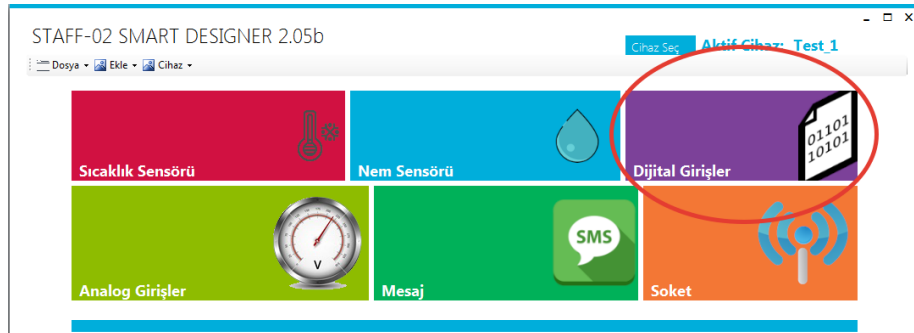 STAFF-02 SMART DESIGNER 2.05b
Cihaz Seç Aktif Cihaz: Test_1
Dosya Ekle Cihaz
01101
10101
Sıcaklık Sensörü Nem Sensörü Dijital Girişler
V
SMS
Analog Girişler Mesaj Soket